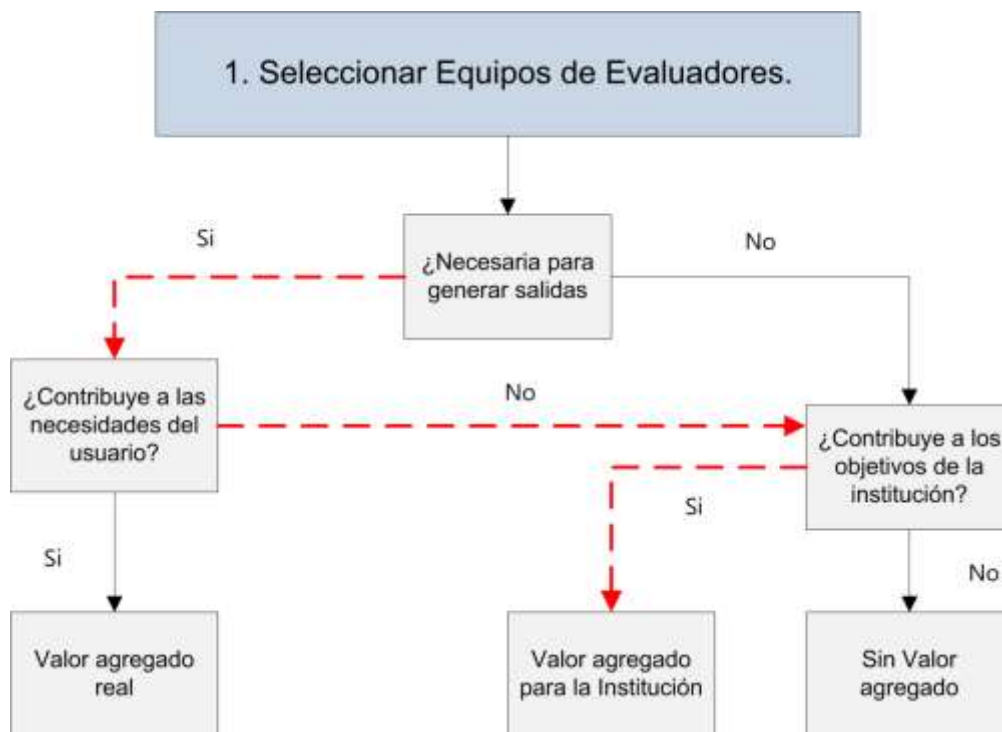 1. Seleccionar Equipos de Evaluadores.
Si
No
¿Necesaria para
generar salidas
¿Contribuye a las
necesidades del
usuario?
No
¿Contribuye a los
objetivos de la
institución?
Si
Si
No
Valor agregado
real
Valor agregado
para la Institución
Sin Valor
agregado